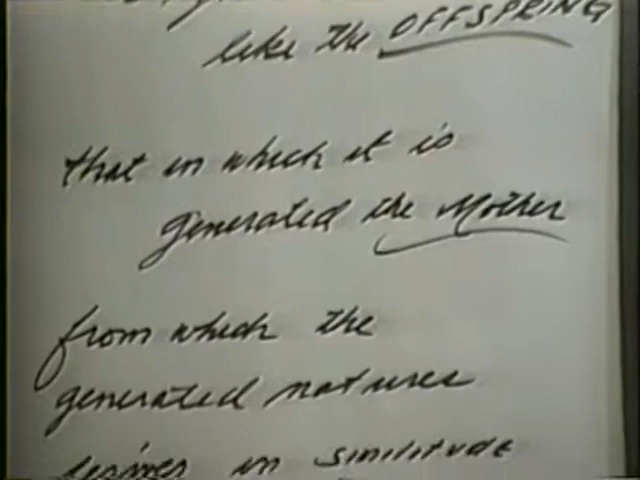 like the OFFSPRING
that in which it is
generated the Mother
from which the
generated natures
in similitude